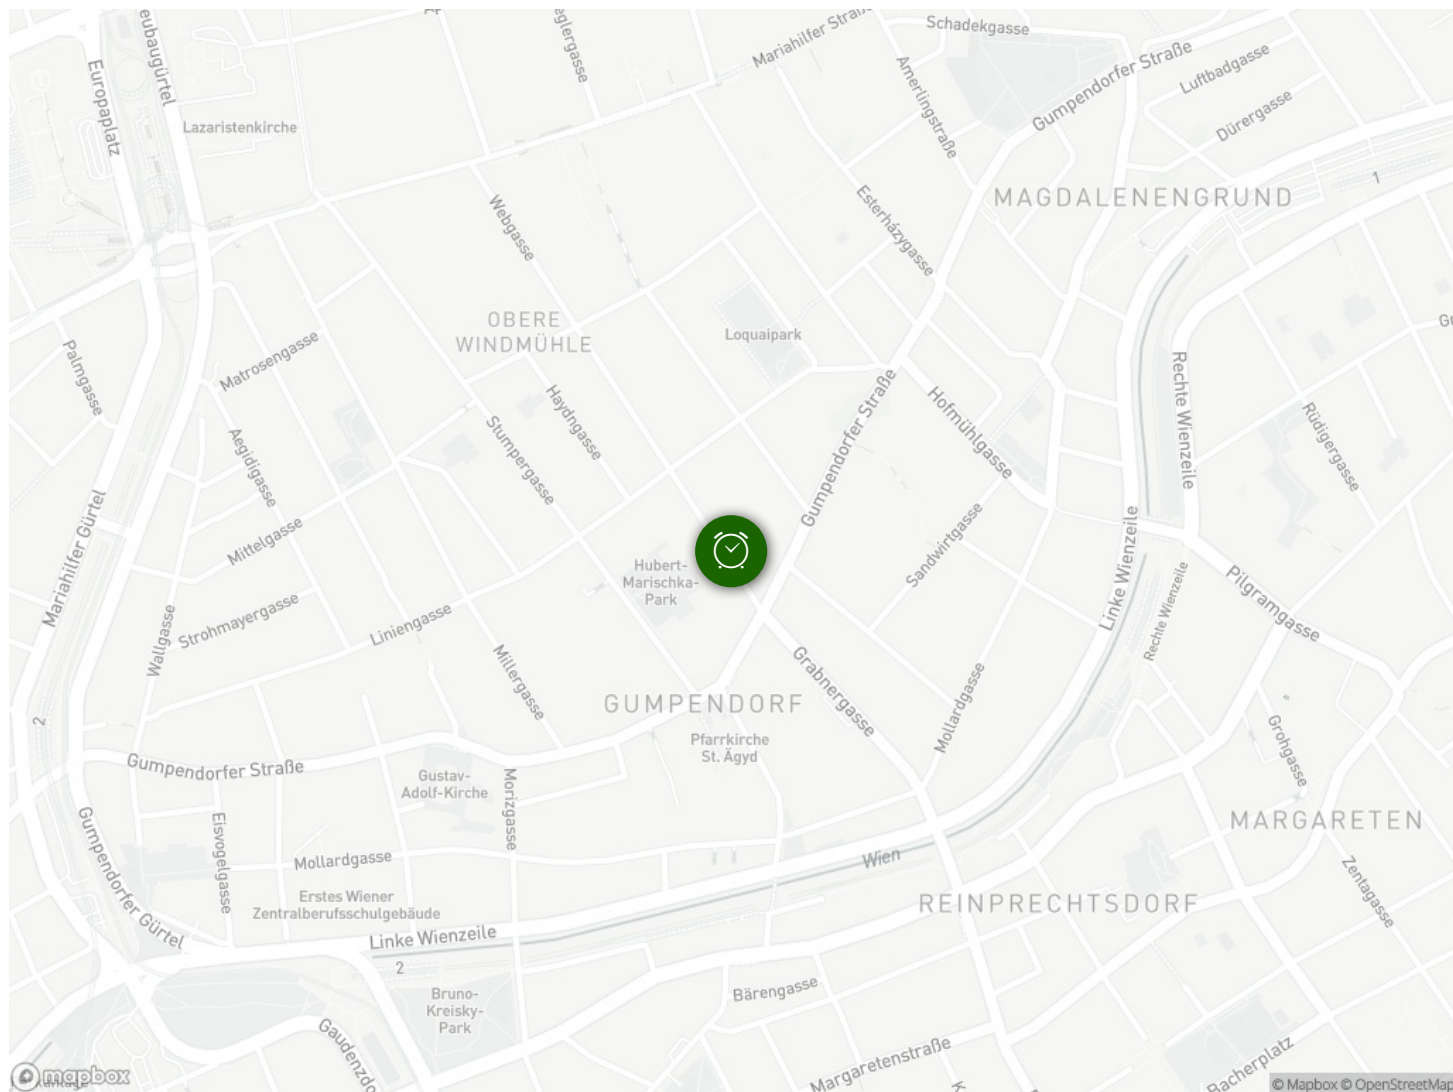 Schadekgasse
Mariahilfer Straße
Gumpendorfer Straße
Luftbadgasse
Europaplatz
Amerlingstraße
Dürergasse
Lazaristenkirche
1
MAGDALENENGRUND
Webgasse
Esterházygasse
OBERE
WINDMÜHLE
Loquaipark
Palmgasse
Matrosengasse
Rechte Wienzeile
Haydngasse
Gumpendorfer Straße
Hofmühlgasse
Rüdigergasse
Aegidigasse
Stumpergasse
Mittelgasse
Mariahilfer Gürtel
Sandwirtgasse
Linke Wienzeile
Hubert-
Marischka-
Park
Pilgramgasse
Rechte Wienzeile
Strohmayergasse
Wallgasse
Liniengasse
Millergasse
Grabnergasse
Mollardgasse
GUMPENDORF
2
Pfarrkirche
St. Ägyd
Grohgasse
Gumpendorfer Straße
Gustav-
Adolf-Kirche
Morizgasse
MARGARETEN
Gumpendorfer Gürtel
Eisvogelgasse
Mollardgasse
Wien
Zentagasse
Erstes Wiener
Zentralberufsschulgebäude
REINPRECHTSDORF
Linke Wienzeile
2
Bärengasse
Bruno-
Kreisky-
Park
Margaretenstraße
Bacherplatz
mapbox
© Mapbox © OpenStreetMap